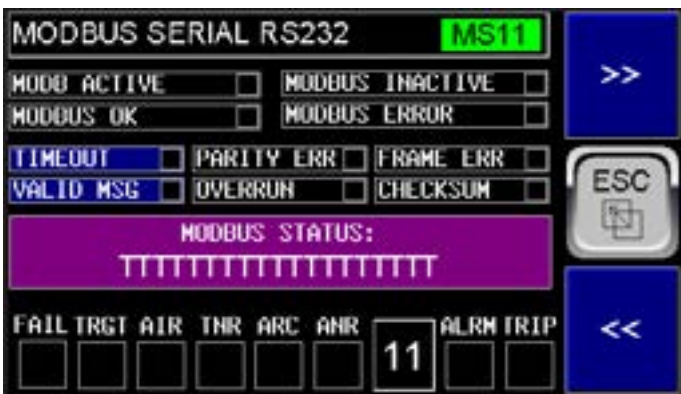 MODBUS SERIAL RS232 MS11
>>
MODB ACTIVE MODBUS INACTIVE
MODBUS OK MODBUS ERROR
TIMEOUT PARITY ERR FRAME ERR
VALID MSG OVERRUN CHECKSUM
ESC
MODBUS STATUS:
TTTTTTTTTTTTTTTTTTTT
FAIL TRGT AIR TNR ARC ANR 11 ALRM TRIP
<<